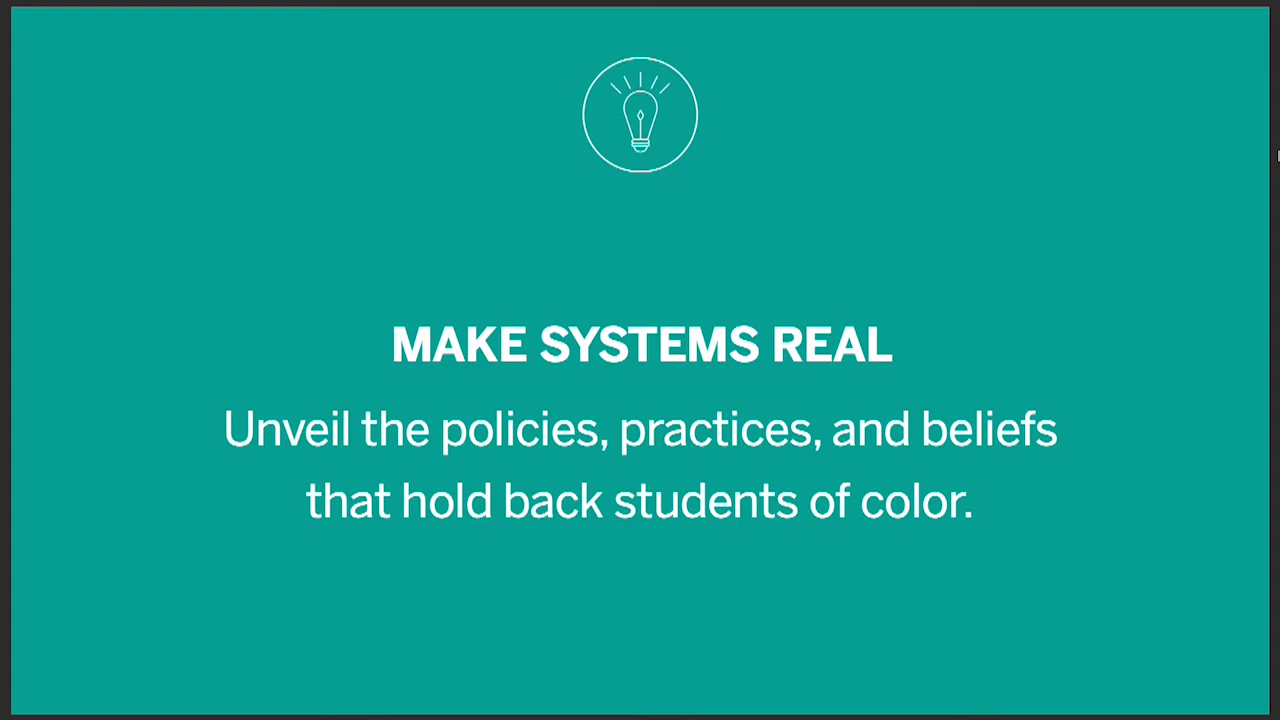 MAKE SYSTEMS REAL
Unveil the policies, practices, and beliefs
that hold back students of color.